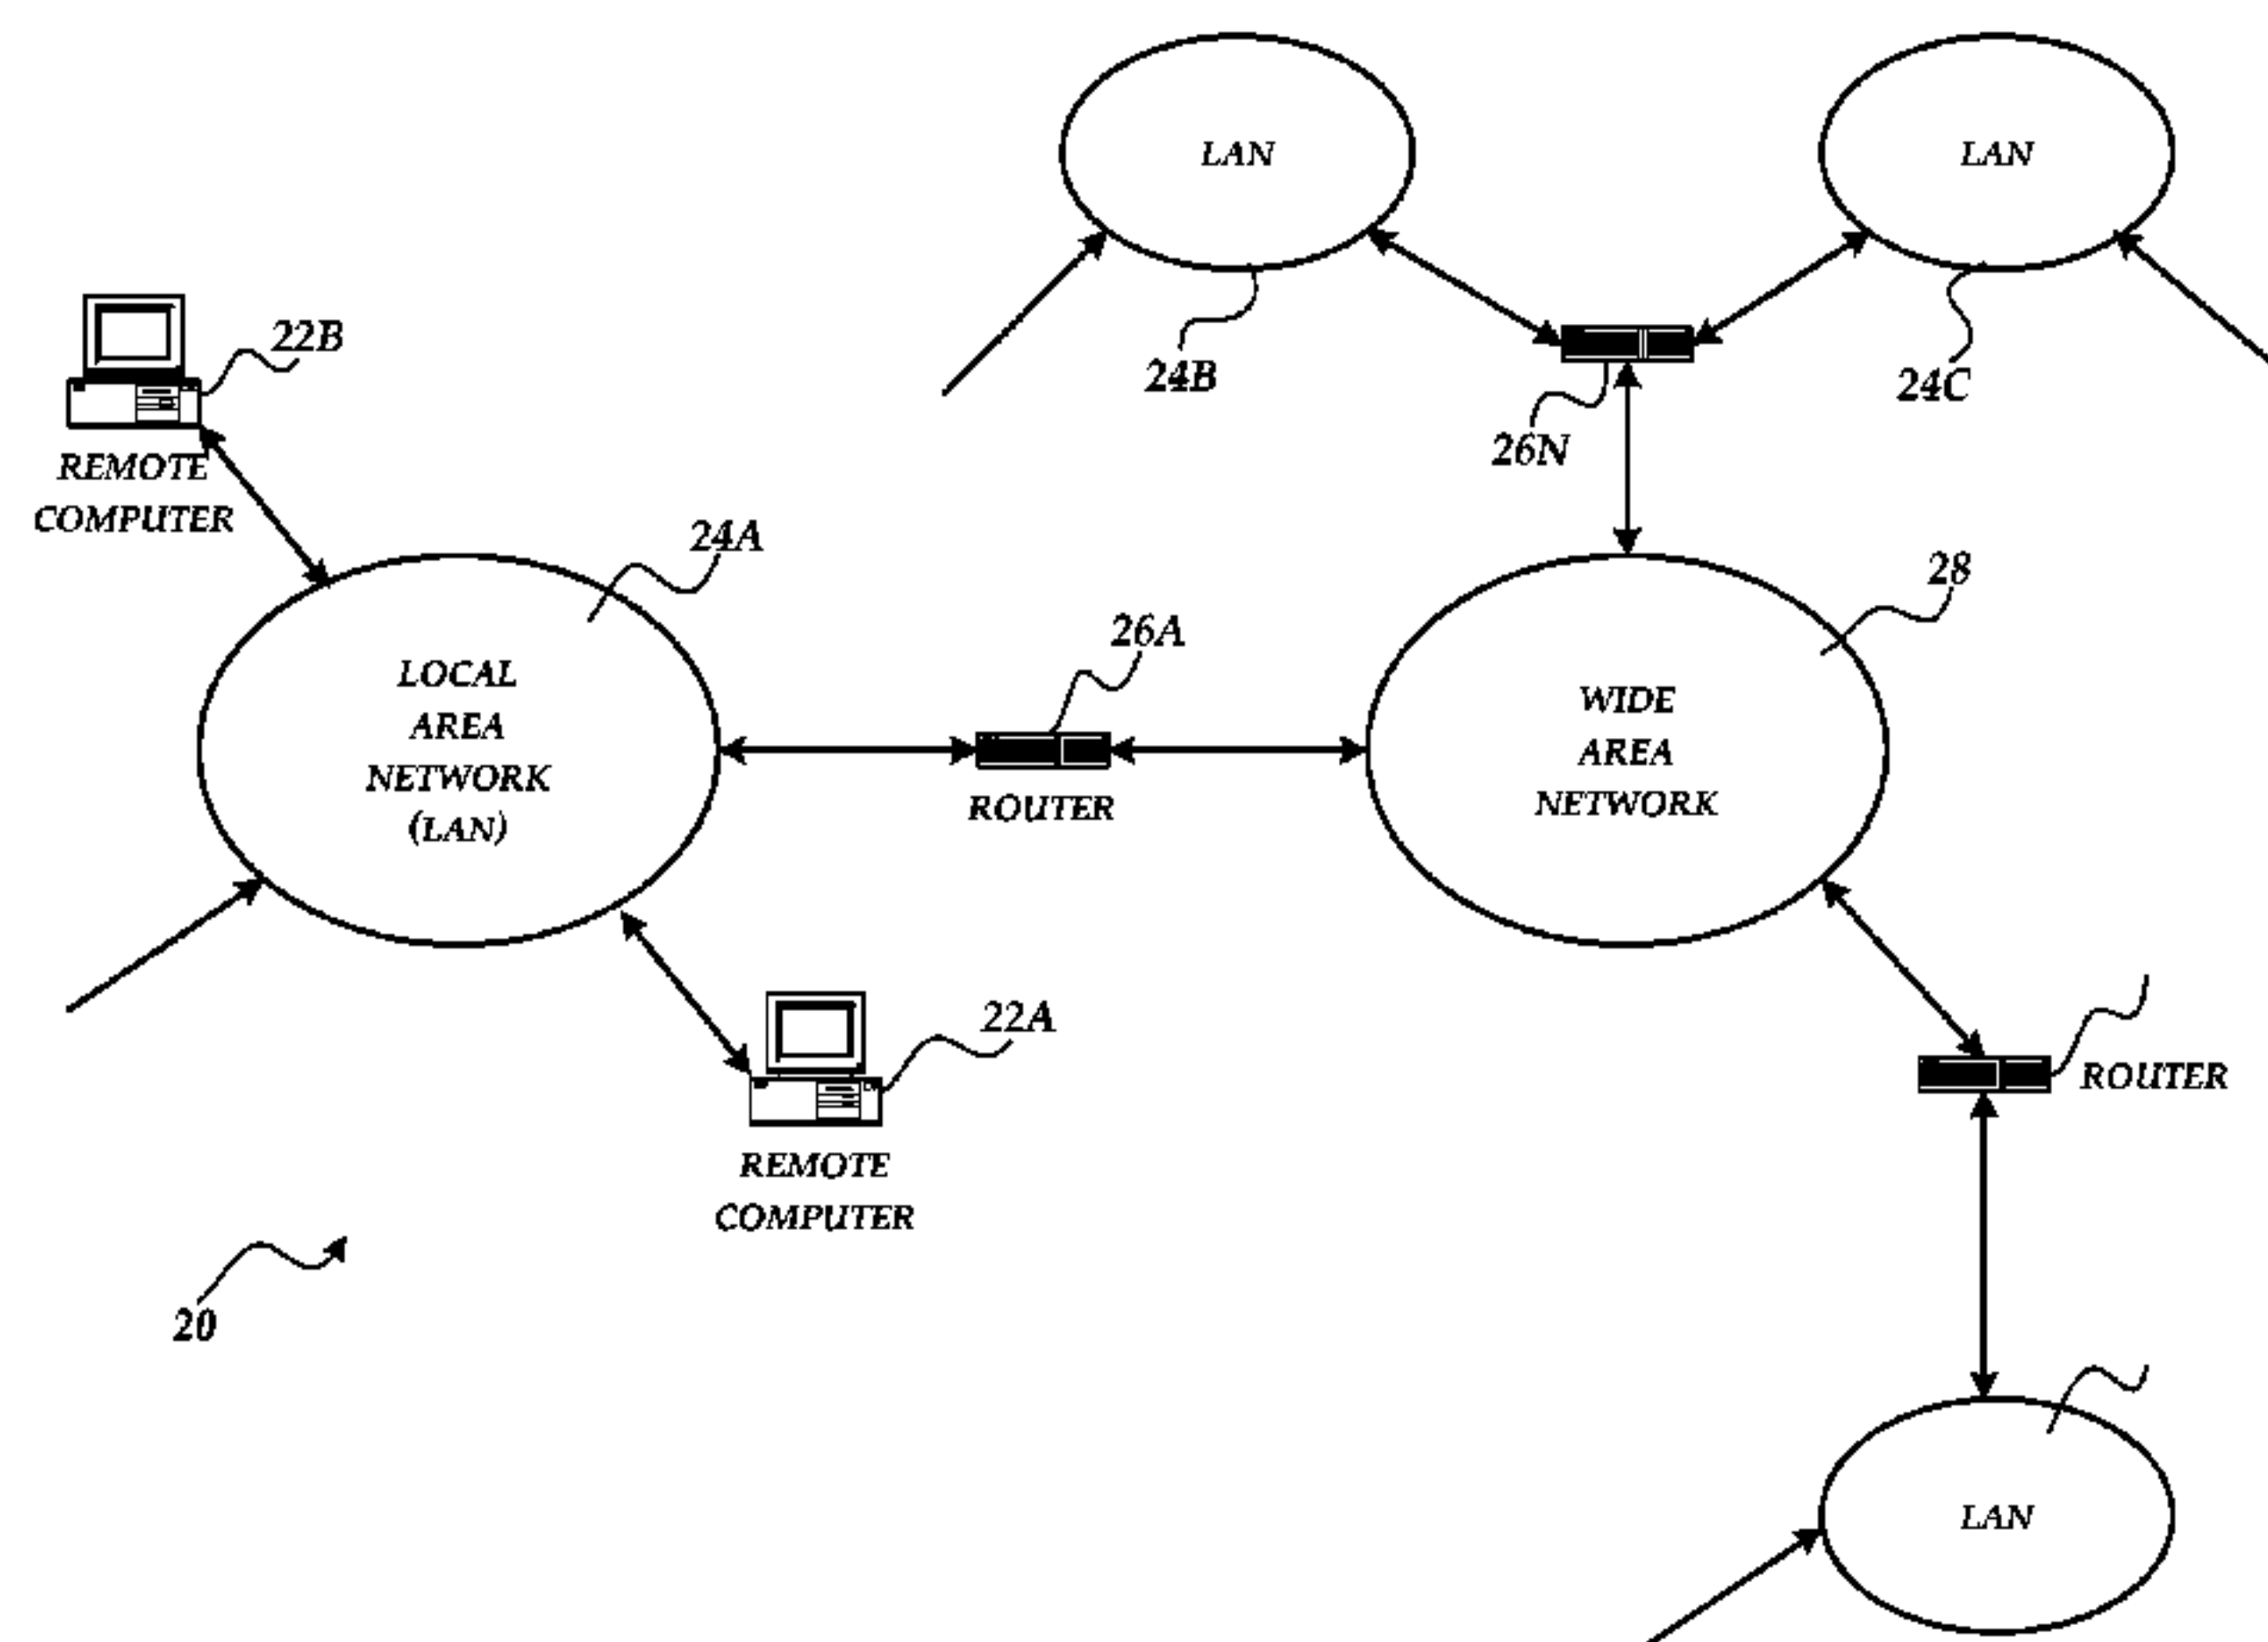 LAN
LAN
22B
24B
24C
26N
REMOTE
COMPUTER
24A
28
26A
LOCAL
AREA
NETWORK
(LAN)
WIDE
AREA
NETWORK
ROUTER
22A
ROUTER
REMOTE
COMPUTER
20
LAN